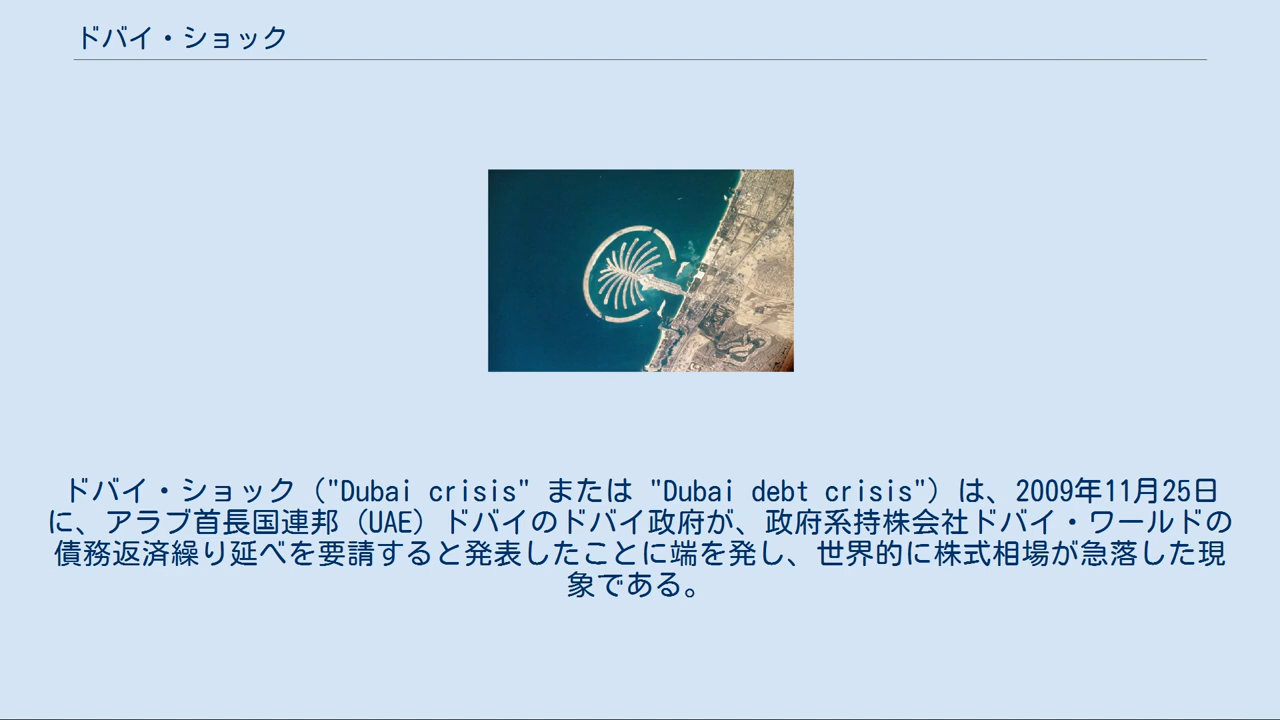 ドバイ・ショック
ドバイ・ショック（"Dubai crisis" または "Dubai debt crisis"）は、2009年11月25日
に、アラブ首長国連邦（UAE）ドバイのドバイ政府が、政府系持株会社ドバイ・ワールドの
債務返済繰り延べを要請すると発表したことに端を発し、世界的に株式相場が急落した現
象である。